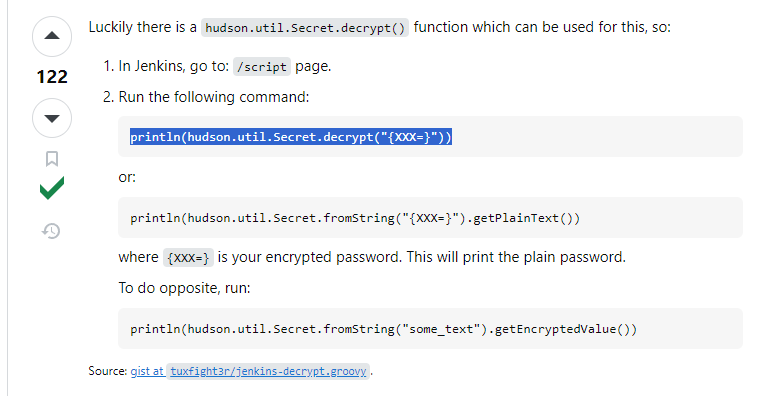 Luckily there is a hudson.util.Secret.decrypt() function which can be used for this, so:
122
1. In Jenkins, go to: /script page.
2. Run the following command:
println(hudson.util.Secret.decrypt("{XXX=}"))
or:
println(hudson.util.Secret.fromString("{XXX=}").getPlainText())
where {XXX=} is your encrypted password. This will print the plain password.
To do opposite, run:
println(hudson.util.Secret.fromString("some_text").getEncryptedValue())
Source: gist at tuxfight3r/jenkins-decrypt.groovy.